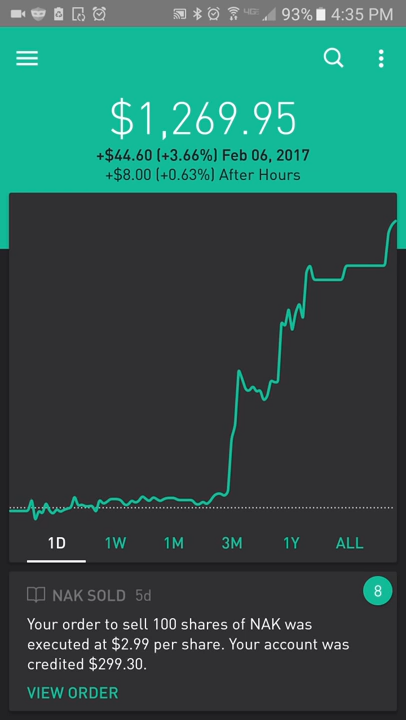 93% 4:35 PM
$1,269.95
+$44.60 (+3.66%) Feb 06, 2017
+$8.00 (+0.63%) After Hours
1D 1W 1M 3M 1Y ALL
NAK SOLD 5d
8
Your order to sell 100 shares of NAK was
executed at $2.99 per share. Your account was
credited $299.30.
VIEW ORDER